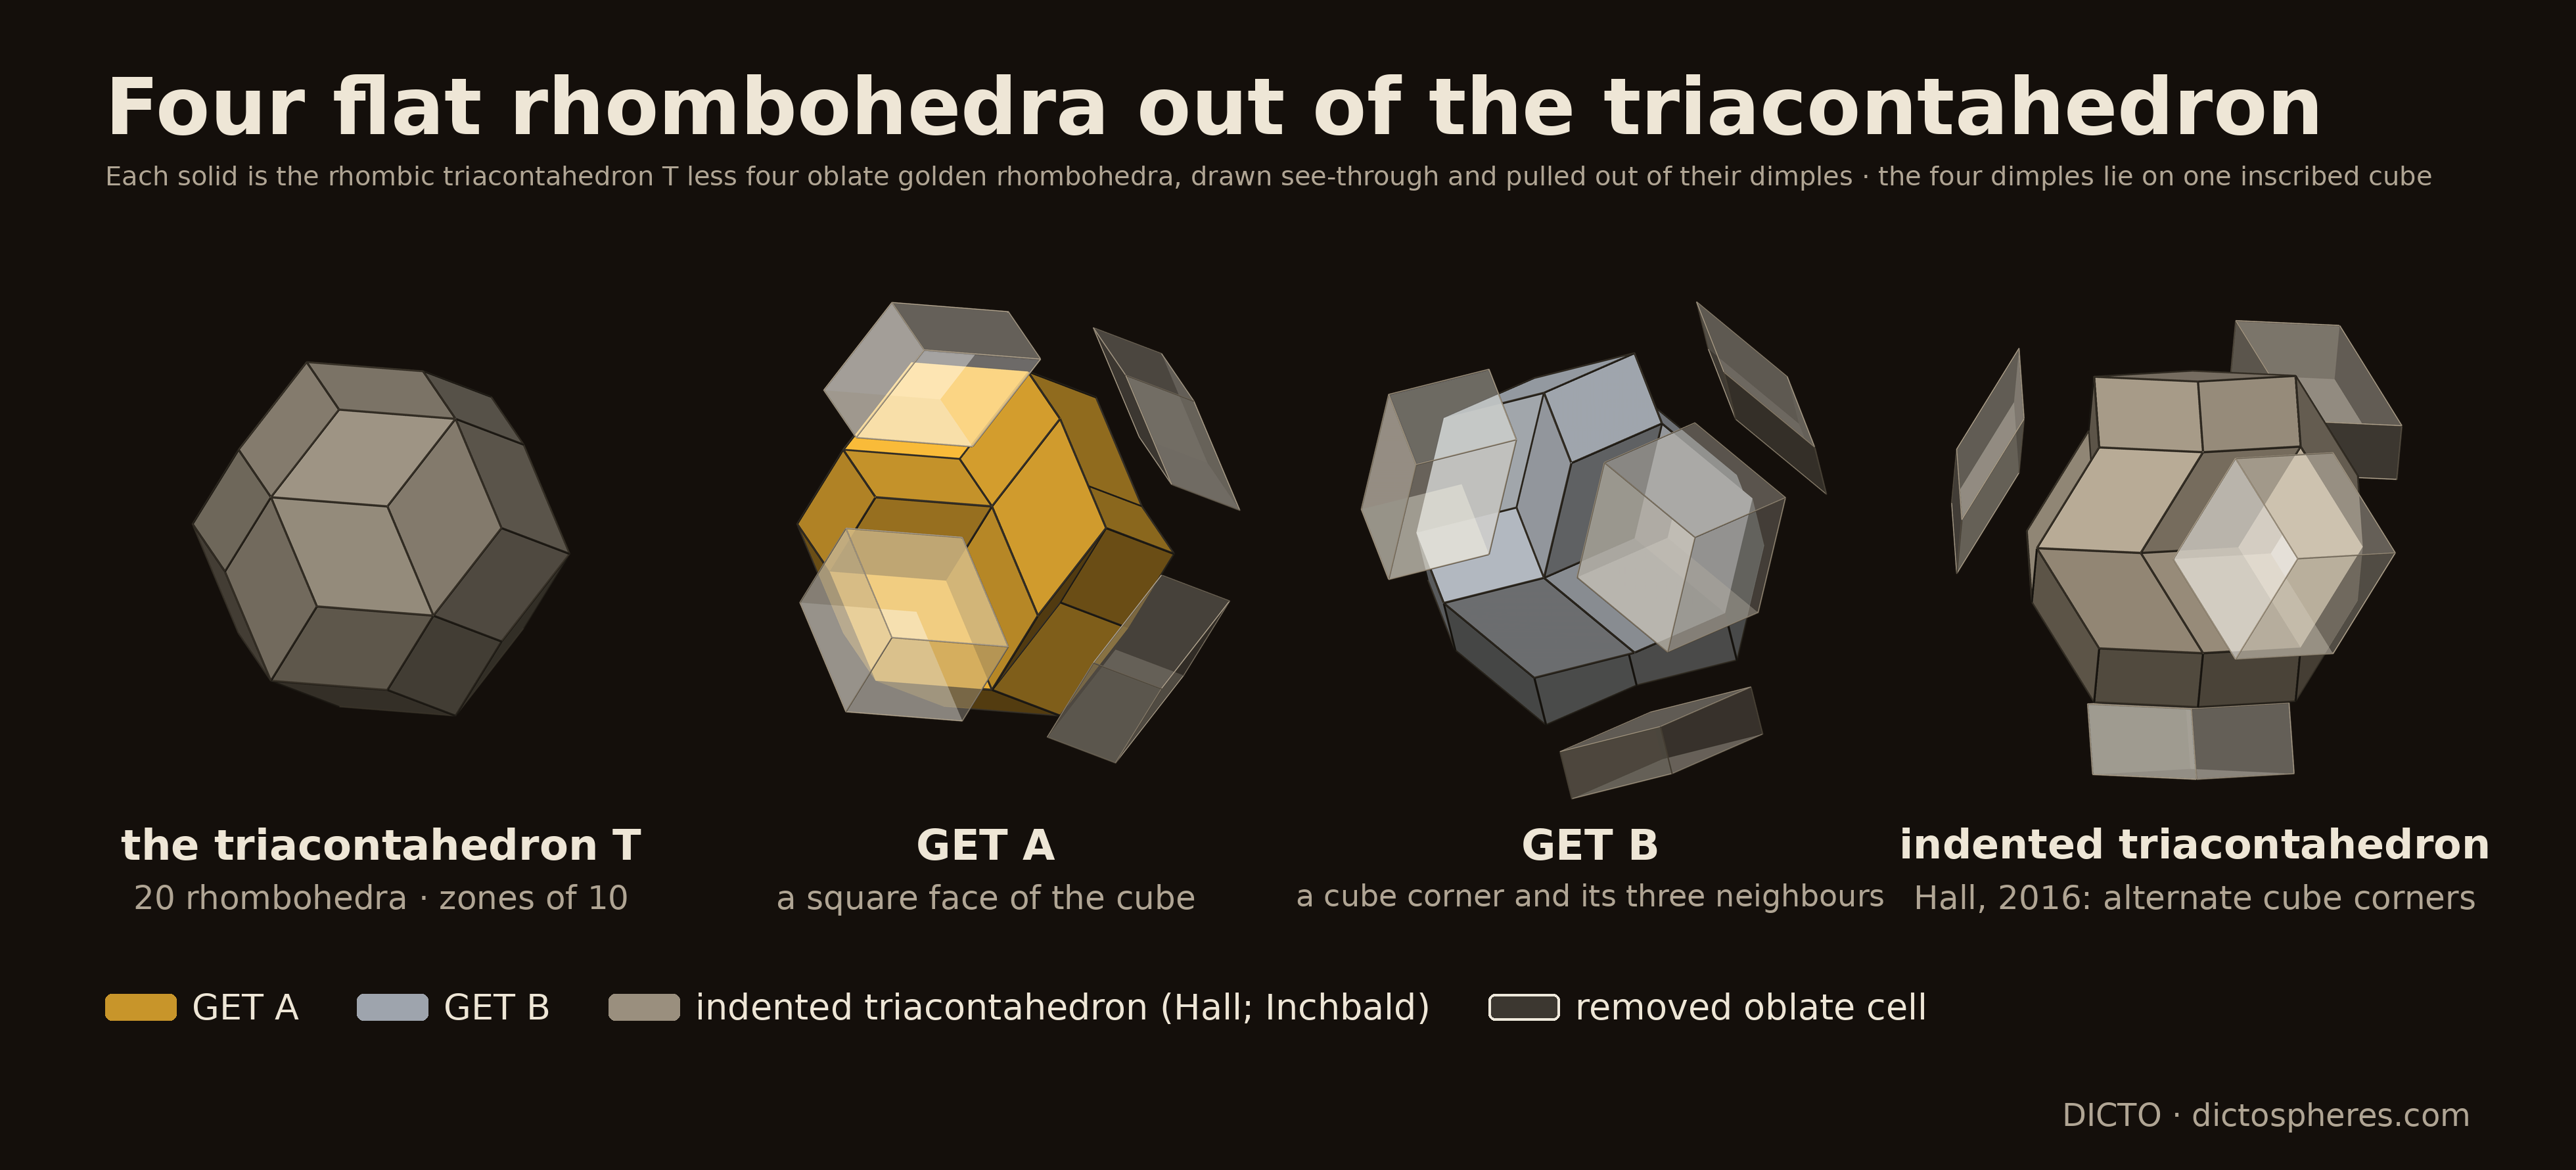 Four flat rhombohedra out of the triacontahedron
Each solid is the rhombic triacontahedron T less four oblate golden rhombohedra, drawn see-through and pulled out of their dimples · the four dimples lie on one inscribed cube
the triacontahedron T
20 rhombohedra · zones of 10
GET A
a square face of the cube
GET B
a cube corner and its three neighbours
indented triacontahedron
Hall, 2016: alternate cube corners
GET A
GET B
indented triacontahedron (Hall; Inchbald)
removed oblate cell
DICTO · dictospheres.com